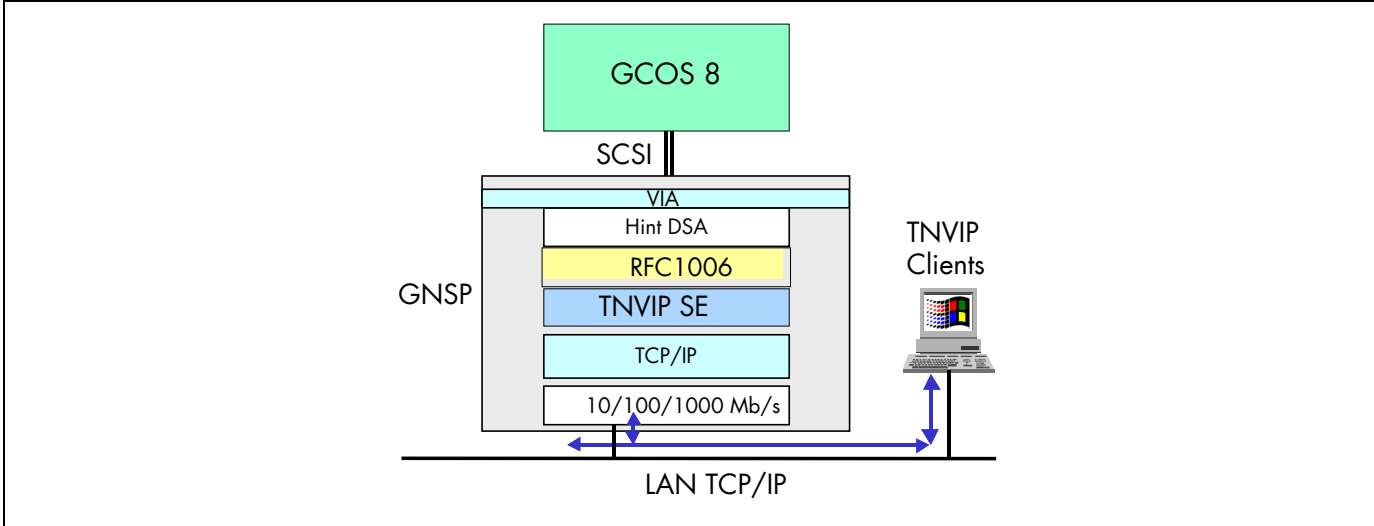 GCOS 8
SCSI
VIA
Hint DSA
RFC1006
TNVIP SE
TCP/IP
10/100/1000 Mb/s
GNSP
TNVIP
Clients
LAN TCP/IP